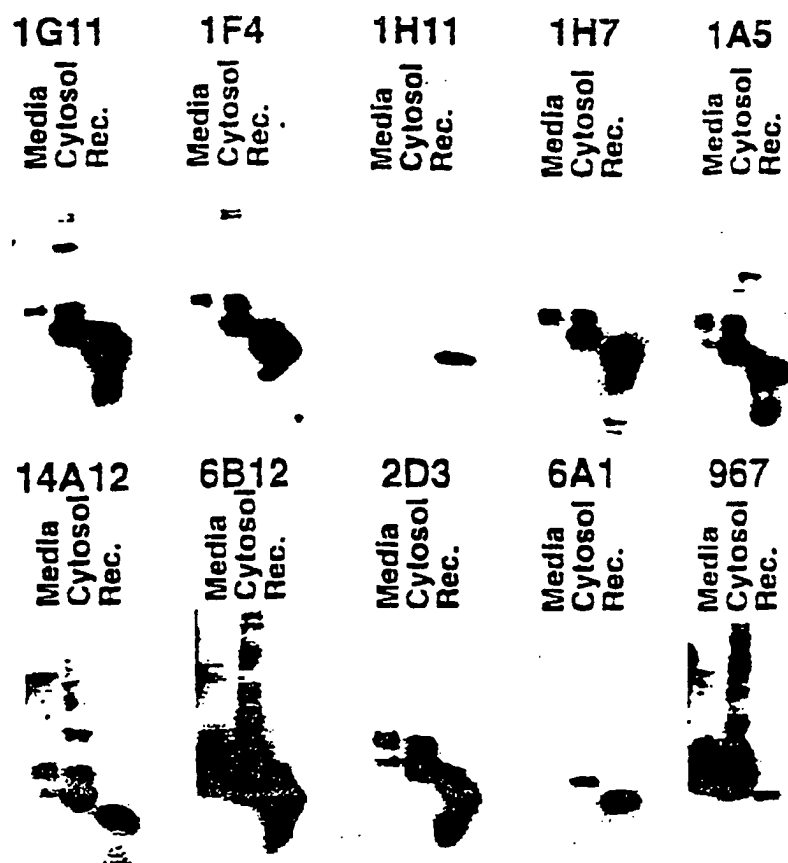 1G11 1F4 1H11 1H7 1A5
Media Media Media Media Media
Cytosol Cytosol Cytosol Cytosol Cytosol
Rec. Rec. Rec. Rec. Rec.
14A12 6B12 2D3 6A1 967
Media Media Media Media Media
Cytosol Cytosol Cytosol Cytosol Cytosol
Rec. Rec. Rec. Rec. Rec.